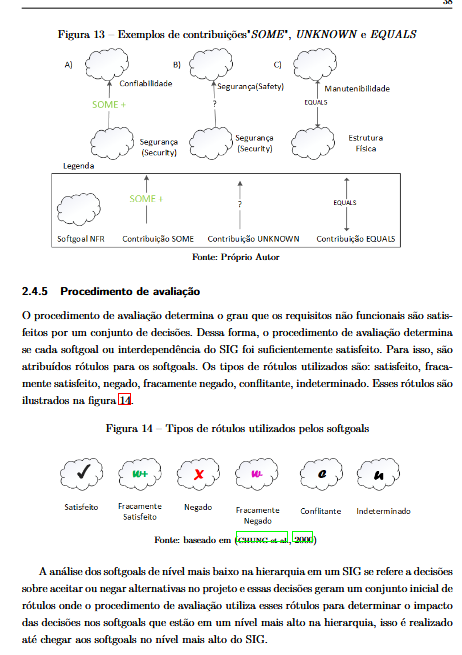 38
Figura 13 – Exemplos de contribuições"SOME", UNKNOWN e EQUALS
A) B) C)
Confiabilidade Segurança(Safety) Manutenibilidade
SOME + ? EQUALS
Segurança (Security) Segurança (Security) Estrutura Física
Legenda
SOME + ? EQUALS
Softgoal NFR Contribuição SOME Contribuição UNKNOWN Contribuição EQUALS
Fonte: Próprio Autor
2.4.5 Procedimento de avaliação
O procedimento de avaliação determina o grau que os requisitos não funcionais são satis-
feitos por um conjunto de decisões. Dessa forma, o procedimento de avaliação determina
se cada softgoal ou interdependência do SIG foi suficientemente satisfeito. Para isso, são
atribuídos rótulos para os softgoals. Os tipos de rótulos utilizados são: satisfeito, fraca-
mente satisfeito, negado, fracamente negado, conflitante, indeterminado. Esses rótulos são
ilustrados na figura 14.
Figura 14 – Tipos de rótulos utilizados pelos softgoals
✓ w+ x w- e u
Satisfeito Fracamente Satisfeito Negado Fracamente Negado Conflitante Indeterminado
Fonte: baseado em (CHUNG et al., 2000)
A análise dos softgoals de nível mais baixo na hierarquia em um SIG se refere a decisões
sobre aceitar ou negar alternativas no projeto e essas decisões geram um conjunto inicial de
rótulos onde o procedimento de avaliação utiliza esses rótulos para determinar o impacto
das decisões nos softgoals que estão em um nível mais alto na hierarquia, isso é realizado
até chegar aos softgoals no nível mais alto do SIG.